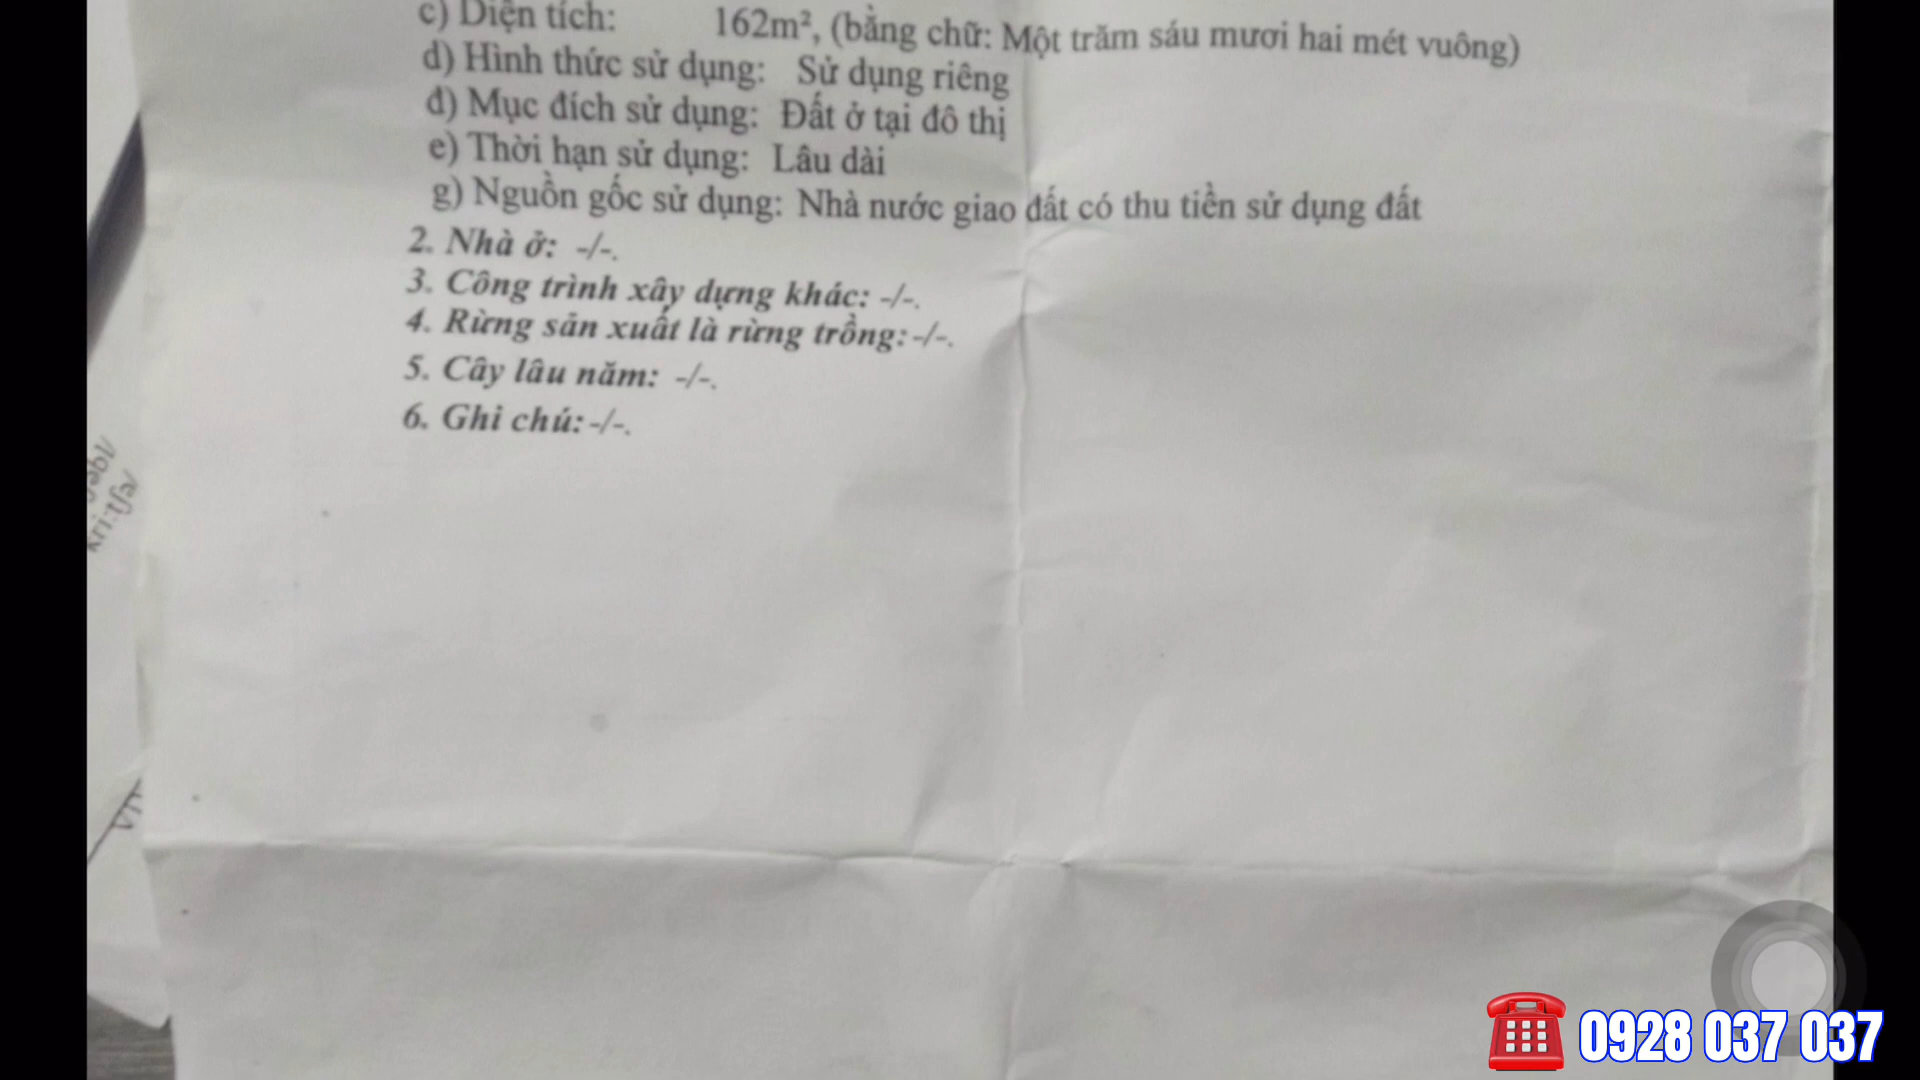 c) Diện tích: 162m², (bằng chữ: Một trăm sáu mươi hai mét vuông)
d) Hình thức sử dụng: Sử dụng riêng
đ) Mục đích sử dụng: Đất ở tại đô thị
e) Thời hạn sử dụng: Lâu dài
g) Nguồn gốc sử dụng: Nhà nước giao đất có thu tiền sử dụng đất
2. Nhà ở: -/-.
3. Công trình xây dựng khác: -/-.
4. Rừng sản xuất là rừng trồng: -/-.
5. Cây lâu năm: -/-.
6. Ghi chú: -/-.
kri:tʃə/
0928 037 037